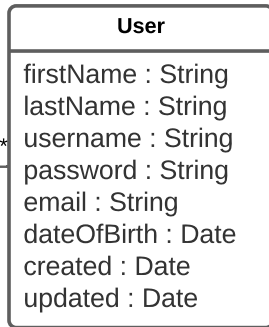 User
firstName : String
lastName : String
username : String
* password : String
email : String
dateOfBirth : Date
created : Date
updated : Date